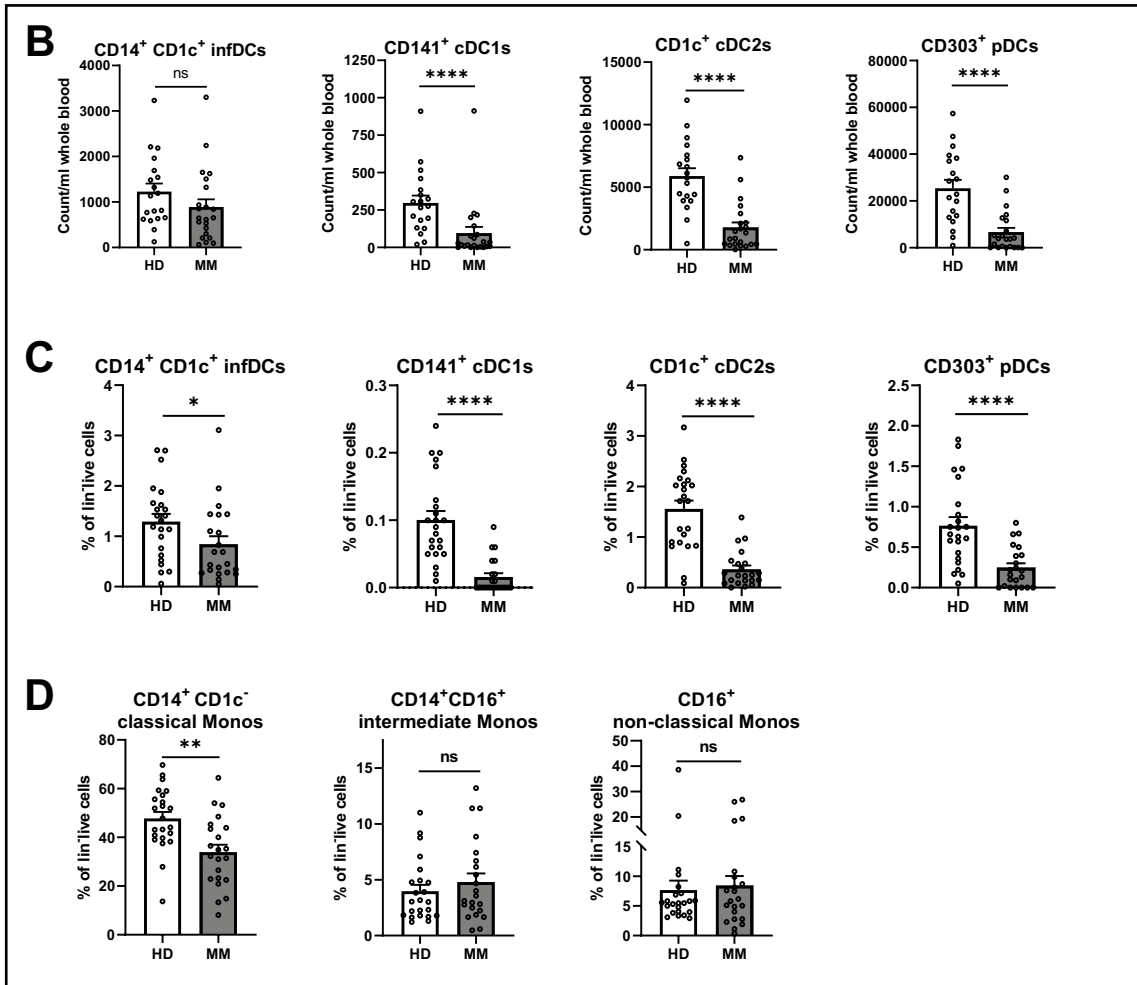 B
CD14⁺ CD1c⁺ infDCs
Count/ml whole blood
4000
3000
2000
1000
0
ns
HD MM
CD141⁺ cDC1s
Count/ml whole blood
1250
1000
750
500
250
0
****
HD MM
CD1c⁺ cDC2s
Count/ml whole blood
15000
10000
5000
0
****
HD MM
CD303⁺ pDCs
Count/ml whole blood
80000
60000
40000
20000
0
****
HD MM
C
CD14⁺ CD1c⁺ infDCs
% of lin⁻live cells
4
3
2
1
0
*
HD MM
CD141⁺ cDC1s
% of lin⁻live cells
0.3
0.2
0.1
0.0
****
HD MM
CD1c⁺ cDC2s
% of lin⁻live cells
4
3
2
1
0
****
HD MM
CD303⁺ pDCs
% of lin⁻live cells
2.5
2.0
1.5
1.0
0.5
0.0
****
HD MM
D
CD14⁺ CD1c⁻
classical Monos
% of lin⁻live cells
80
60
40
20
0
**
HD MM
CD14⁺CD16⁺
intermediate Monos
% of lin⁻live cells
15
10
5
0
ns
HD MM
CD16⁺
non-classical Monos
% of lin⁻live cells
50
40
30
20
15
10
5
0
ns
HD MM